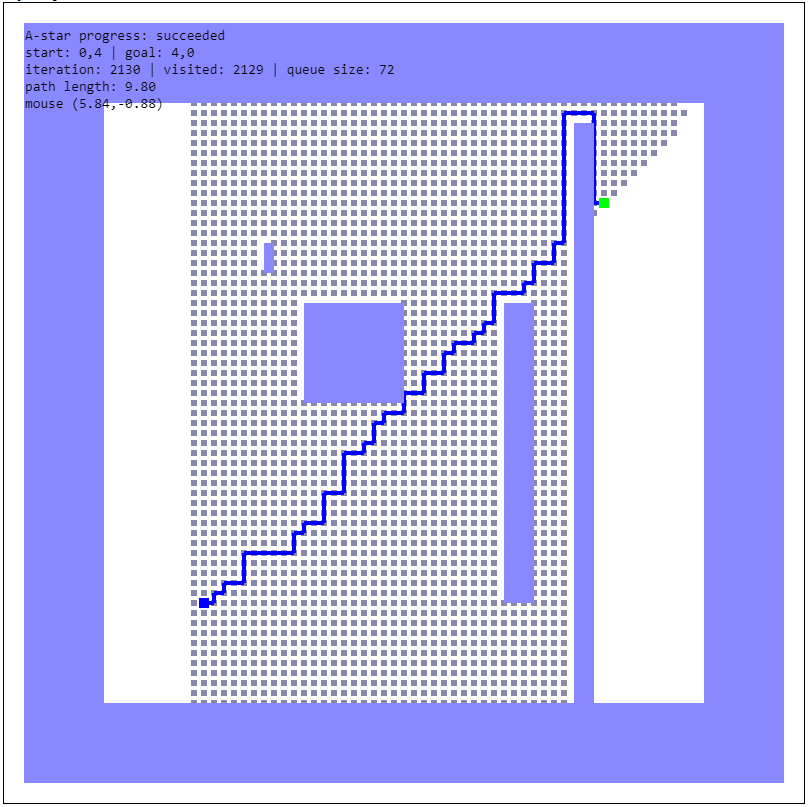 A-star progress: succeeded
start: 0,4 | goal: 4,0
iteration: 2130 | visited: 2129 | queue size: 72
path length: 9.80
mouse (5.84,-0.88)